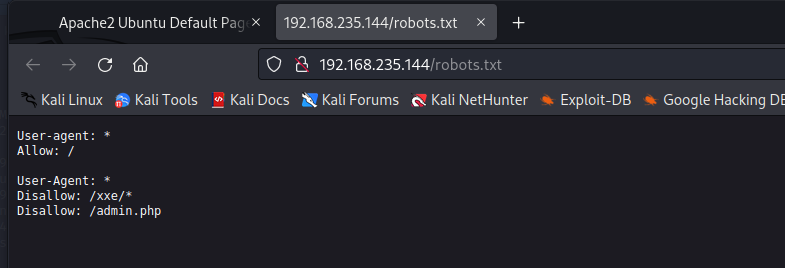 Apache2 Ubuntu Default Pag
192.168.235.144/robots.txt
192.168.235.144/robots.txt
Kali Linux Kali Tools Kali Docs Kali Forums Kali NetHunter Exploit-DB Google Hacking DB
User-agent: *
Allow: /
User-Agent: *
Disallow: /xxe/*
Disallow: /admin.php